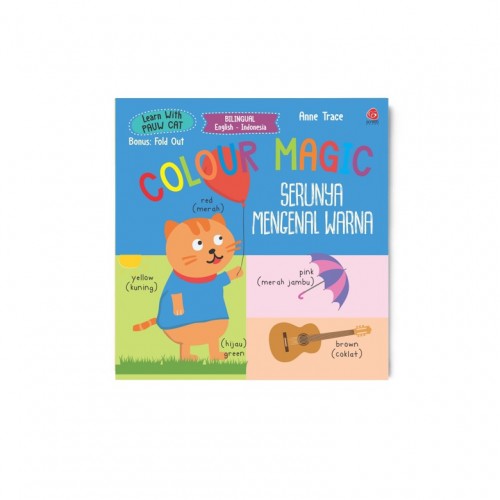 Learn With
PAUW CAT
Bonus: Fold Out
BILINGUAL
English - Indonesia
Anne Trace
COLOUR MAGIC
SERUNYA
MENGENAL WARNA
red
(merah)
yellow
(kuning)
pink
(merah jambu)
(hijau)
green
brown
(coklat)